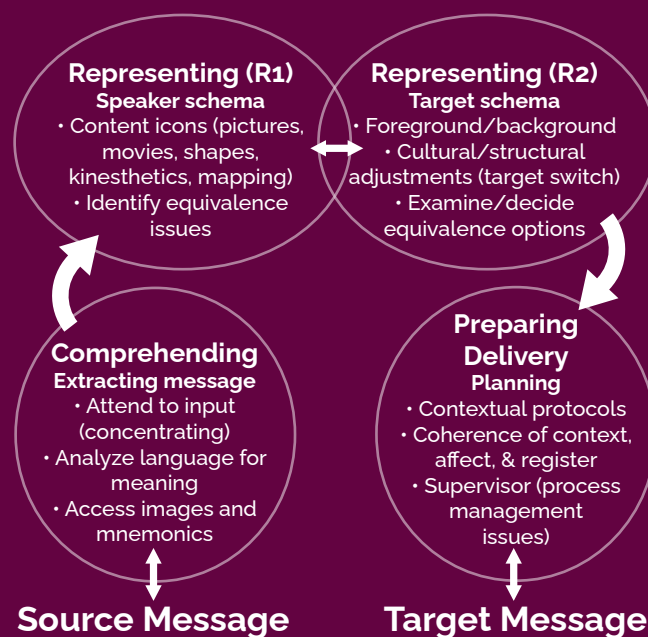 Representing (R1)
Speaker schema
• Content icons (pictures,
movies, shapes,
kinesthetics, mapping)
• Identify equivalence
issues
Representing (R2)
Target schema
• Foreground/background
• Cultural/structural
adjustments (target switch)
• Examine/decide
equivalence options
Comprehending
Extracting message
• Attend to input
(concentrating)
• Analyze language for
meaning
• Access images and
mnemonics
Preparing
Delivery
Planning
• Contextual protocols
• Coherence of context,
affect, & register
• Supervisor (process
management
issues)
Source Message
Target Message